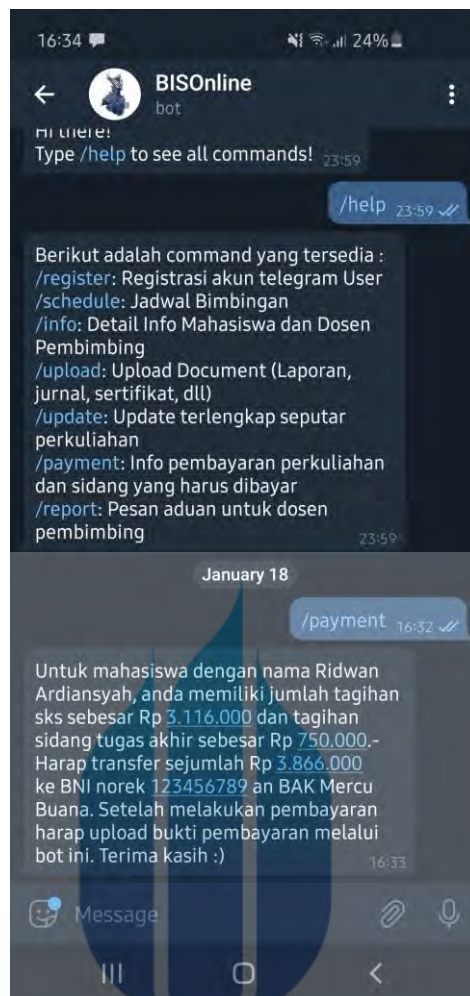 16:34
24%
BISOnline
bot
Hi there!
Type /help to see all commands! 23:59
/help 23:59
Berikut adalah command yang tersedia :
/register: Registrasi akun telegram User
/schedule: Jadwal Bimbingan
/info: Detail Info Mahasiswa dan Dosen
Pembimbing
/upload: Upload Document (Laporan,
jurnal, sertifikat, dll)
/update: Update terlengkap seputar
perkuliahan
/payment: Info pembayaran perkuliahan
dan sidang yang harus dibayar
/report: Pesan aduan untuk dosen
pembimbing 23:59
January 18
/payment 16:32
Untuk mahasiswa dengan nama Ridwan
Ardiansyah, anda memiliki jumlah tagihan
sks sebesar Rp 3.116.000 dan tagihan
sidang tugas akhir sebesar Rp 750.000.-
Harap transfer sejumlah Rp 3.866.000
ke BNI norek 123456789 an BAK Mercu
Buana. Setelah melakukan pembayaran
harap upload bukti pembayaran melalui
bot ini. Terima kasih :) 16:33
Message